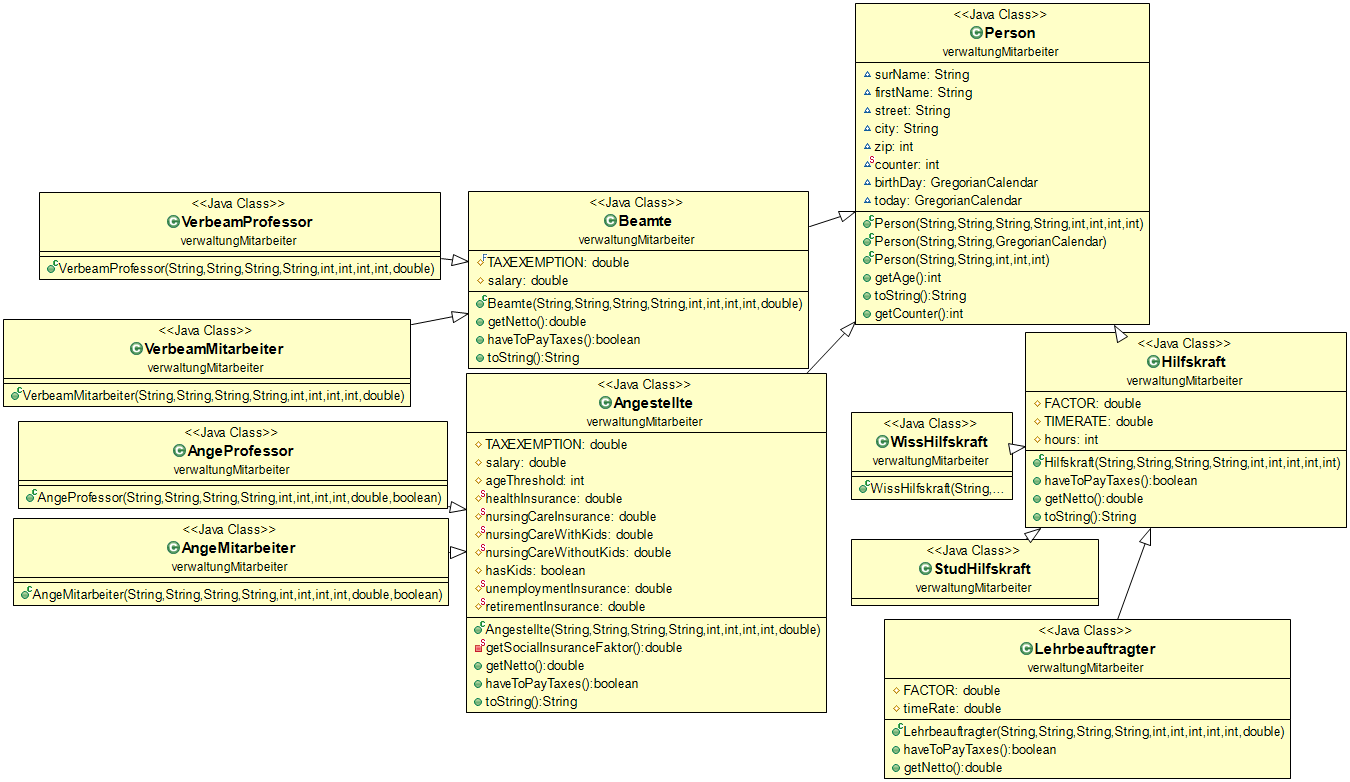 <<Java Class>>
Person
verwaltungMitarbeiter
surName: String
firstName: String
street: String
city: String
zip: int
counter: int
birthDay: GregorianCalendar
today: GregorianCalendar
Person(String,String,String,String,int,int,int,int)
Person(String,String,GregorianCalendar)
Person(String,String,int,int,int)
getAge():int
toString():String
getCounter():int
<<Java Class>>
VerbeamProfessor
verwaltungMitarbeiter
VerbeamProfessor(String,String,String,String,int,int,int,int,double)
<<Java Class>>
Beamte
verwaltungMitarbeiter
TAXEXEMPTION: double
salary: double
Beamte(String,String,String,String,int,int,int,int,double)
getNetto():double
haveToPayTaxes():boolean
toString():String
<<Java Class>>
VerbeamMitarbeiter
verwaltungMitarbeiter
VerbeamMitarbeiter(String,String,String,String,int,int,int,int,double)
<<Java Class>>
Angestellte
verwaltungMitarbeiter
TAXEXEMPTION: double
salary: double
ageThreshold: int
healthInsurance: double
nursingCareInsurance: double
nursingCareWithKids: double
nursingCareWithoutKids: double
hasKids: boolean
unemploymentInsurance: double
retirementInsurance: double
Angestellte(String,String,String,String,int,int,int,int,double)
getSocialInsuranceFaktor():double
getNetto():double
haveToPayTaxes():boolean
toString():String
<<Java Class>>
AngeProfessor
verwaltungMitarbeiter
AngeProfessor(String,String,String,String,int,int,int,int,double,boolean)
<<Java Class>>
AngeMitarbeiter
verwaltungMitarbeiter
AngeMitarbeiter(String,String,String,String,int,int,int,int,double,boolean)
<<Java Class>>
Hilfskraft
verwaltungMitarbeiter
FACTOR: double
TIMERATE: double
hours: int
Hilfskraft(String,String,String,String,int,int,int,int,int)
haveToPayTaxes():boolean
getNetto():double
toString():String
<<Java Class>>
WissHilfskraft
verwaltungMitarbeiter
WissHilfskraft(String,...
<<Java Class>>
StudHilfskraft
verwaltungMitarbeiter
<<Java Class>>
Lehrbeauftragter
verwaltungMitarbeiter
FACTOR: double
timeRate: double
Lehrbeauftragter(String,String,String,String,int,int,int,int,int,double)
haveToPayTaxes():boolean
getNetto():double